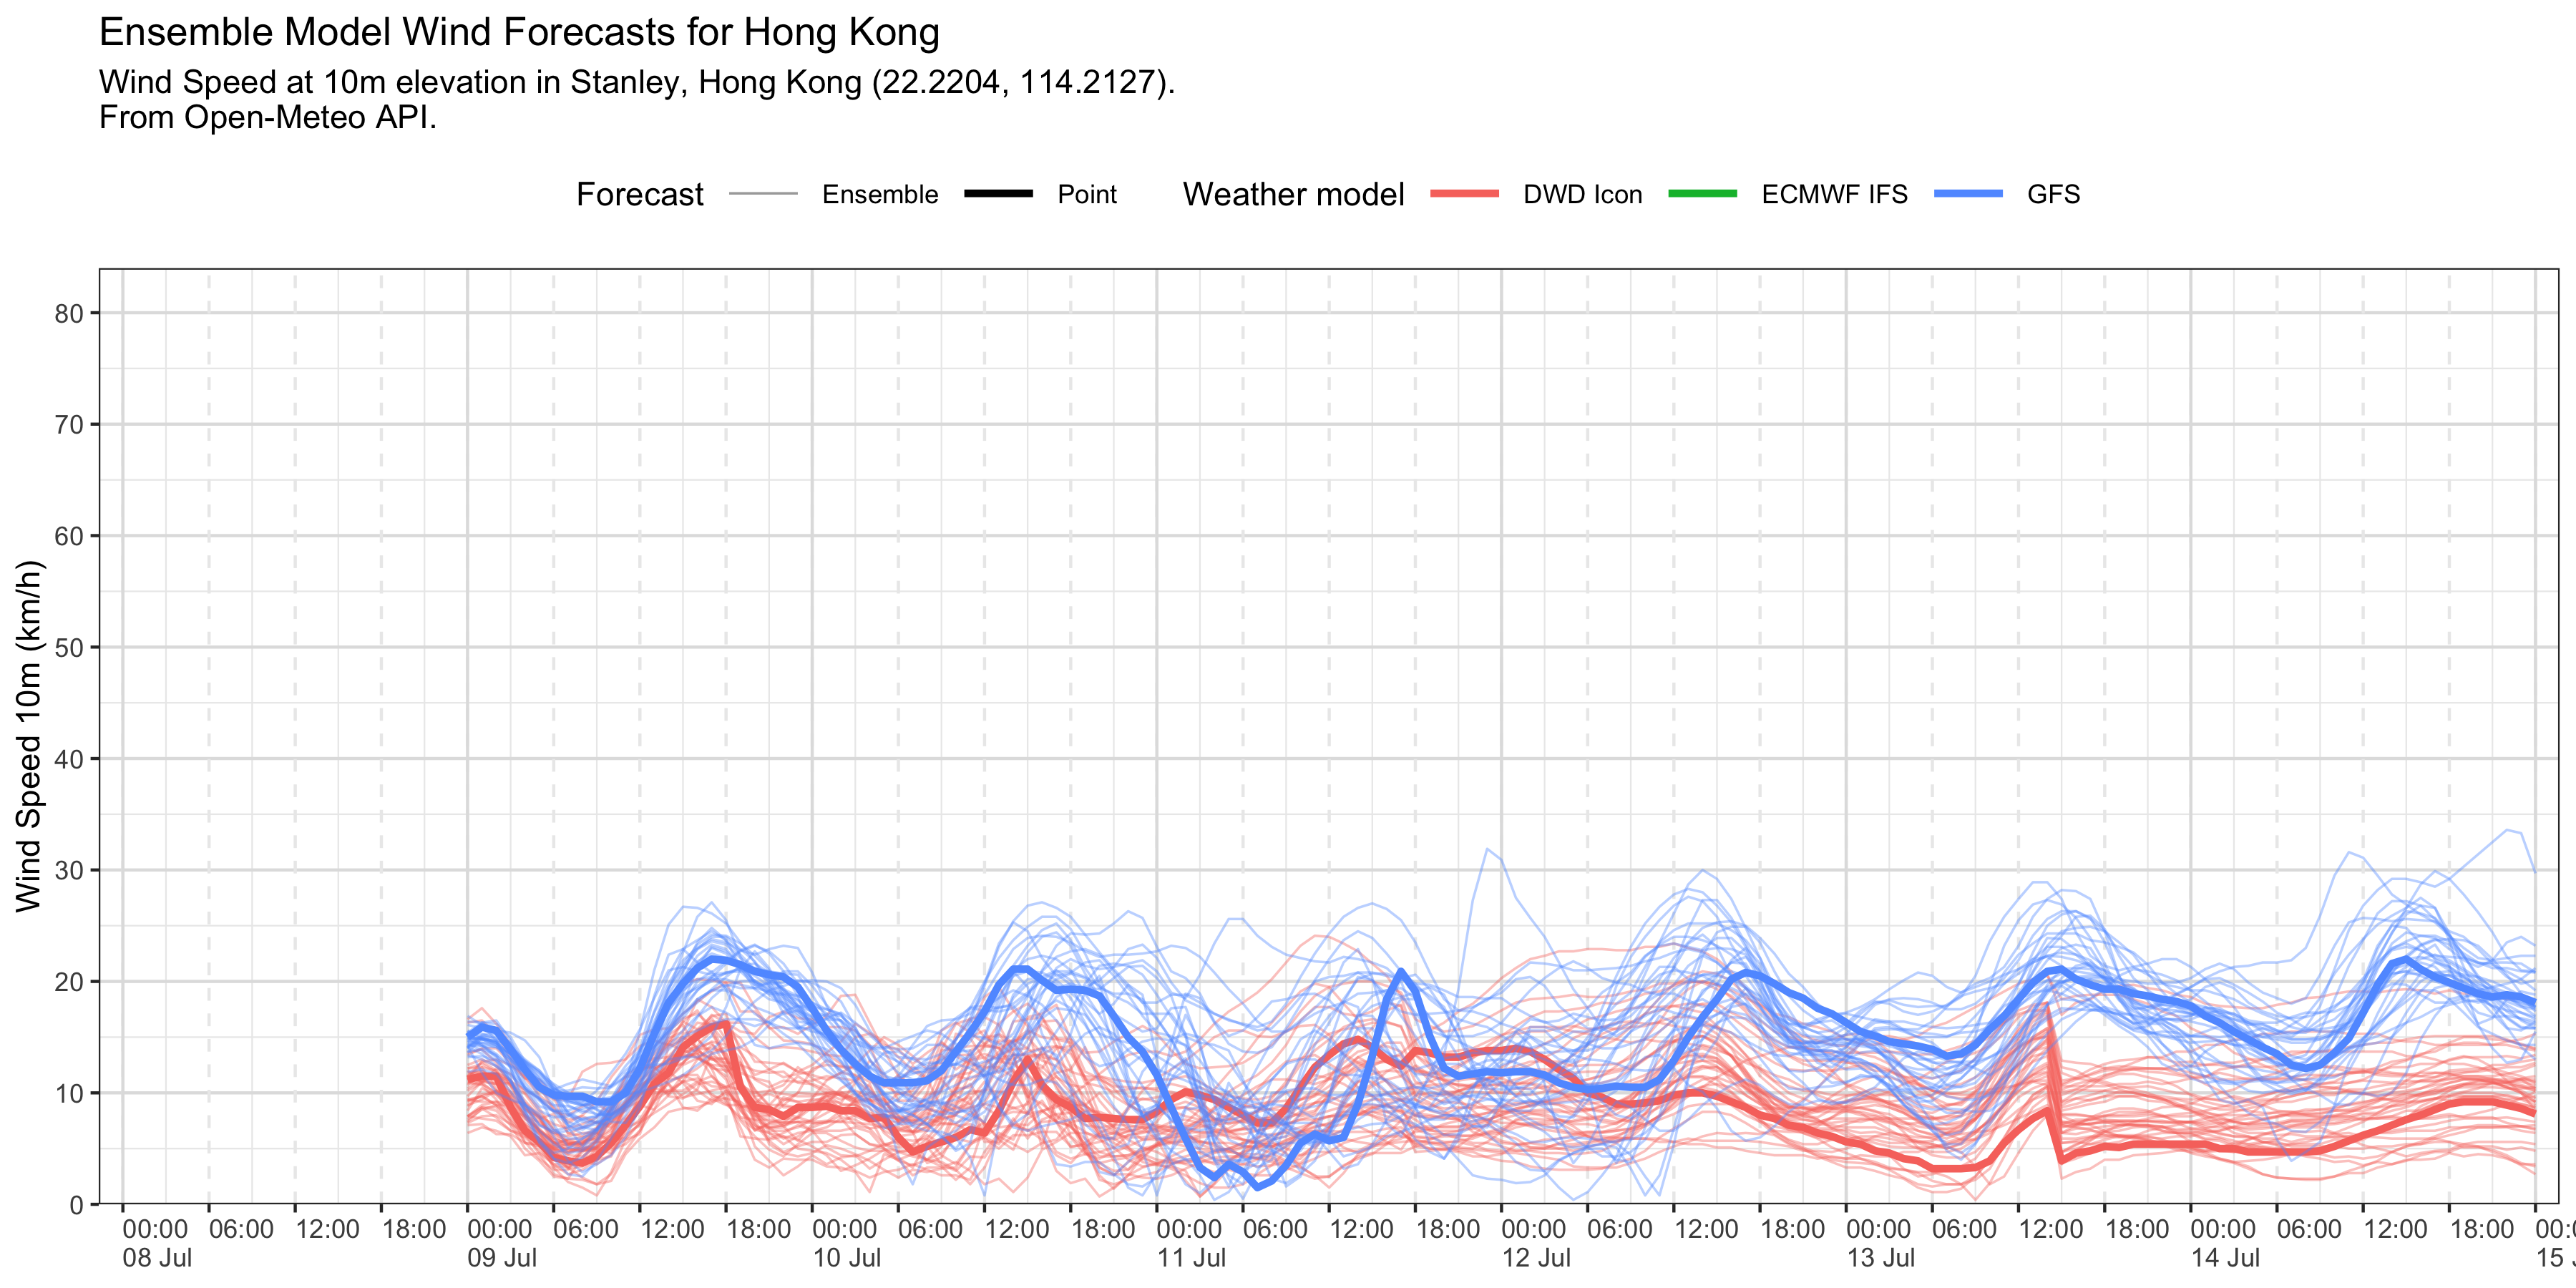 Ensemble Model Wind Forecasts for Hong Kong
Wind Speed at 10m elevation in Stanley, Hong Kong (22.2204, 114.2127).
From Open-Meteo API.
Forecast Ensemble Point Weather model DWD Icon ECMWF IFS GFS
Wind Speed 10m (km/h)
80
70
60
50
40
30
20
10
0
00:00 06:00 12:00 18:00 00:00 06:00 12:00 18:00 00:00 06:00 12:00 18:00 00:00 06:00 12:00 18:00 00:00 06:00 12:00 18:00 00:00 06:00 12:00 18:00 00:00 06:00 12:00 18:00
08 Jul 09 Jul 10 Jul 11 Jul 12 Jul 13 Jul 14 Jul 15